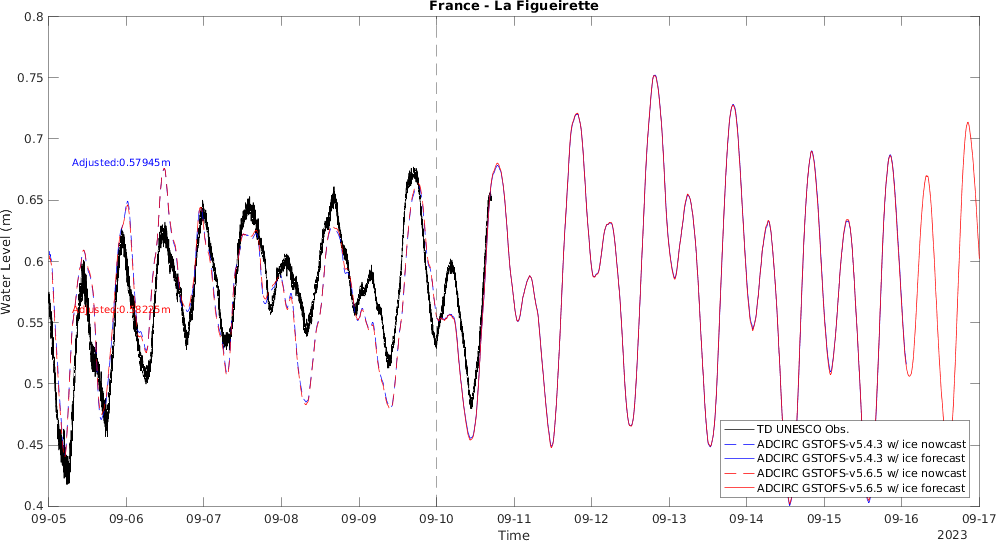 France - La Figueirette
0.8
0.75
0.7
0.65
0.6
0.55
0.5
0.45
0.4
Water Level (m)
Adjusted:0.57945m
Adjusted:0.58225m
TD UNESCO Obs.
ADCIRC GSTOFS-v5.4.3 w/ ice nowcast
ADCIRC GSTOFS-v5.4.3 w/ ice forecast
ADCIRC GSTOFS-v5.6.5 w/ ice nowcast
ADCIRC GSTOFS-v5.6.5 w/ ice forecast
09-05 09-06 09-07 09-08 09-09 09-10 09-11 09-12 09-13 09-14 09-15 09-16 09-17
Time
2023